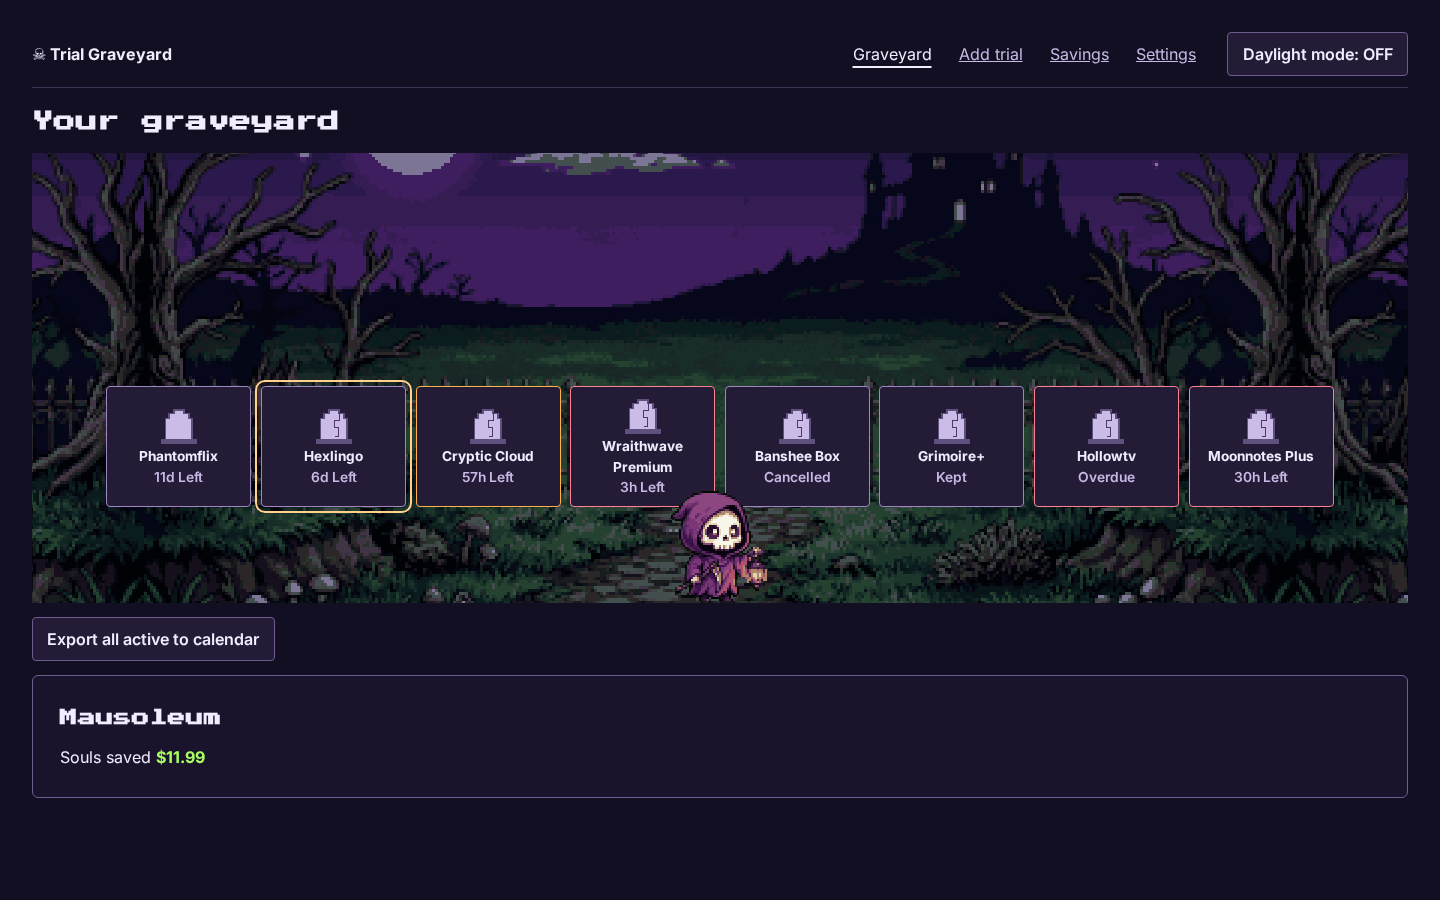 ☠ Trial Graveyard
Graveyard
Add trial
Savings
Settings
Daylight mode: OFF
Your graveyard
Phantomflix
11d Left
Hexlingo
6d Left
Cryptic Cloud
57h Left
Wraithwave
Premium
3h Left
Banshee Box
Cancelled
Grimoire+
Kept
Hollowtv
Overdue
Moonnotes Plus
30h Left
Export all active to calendar
Mausoleum
Souls saved $11.99